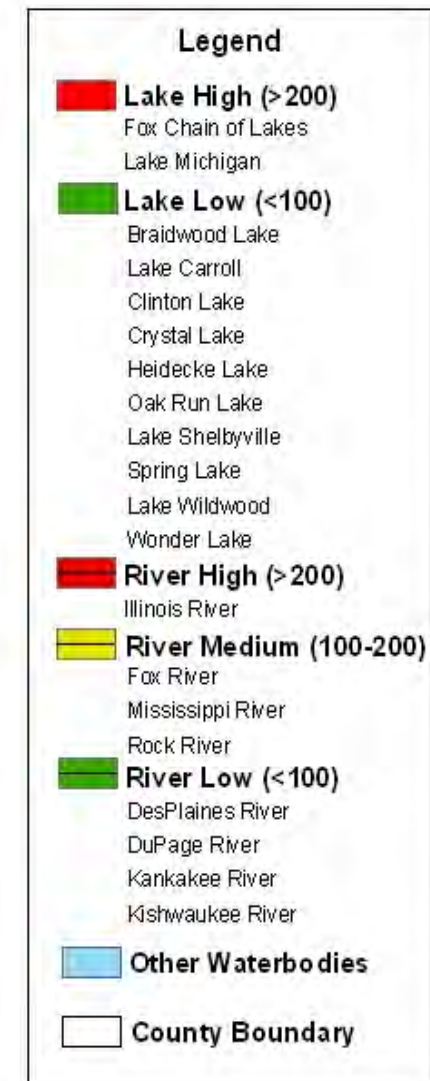 Legend
Lake High (>200)
Fox Chain of Lakes
Lake Michigan
Lake Low (<100)
Braidwood Lake
Lake Carroll
Clinton Lake
Crystal Lake
Heidecke Lake
Oak Run Lake
Lake Shelbyville
Spring Lake
Lake Wildwood
Wonder Lake
River High (>200)
Illinois River
River Medium (100-200)
Fox River
Mississippi River
Rock River
River Low (<100)
DesPlaines River
DuPage River
Kankakee River
Kishwaukee River
Other Waterbodies
County Boundary